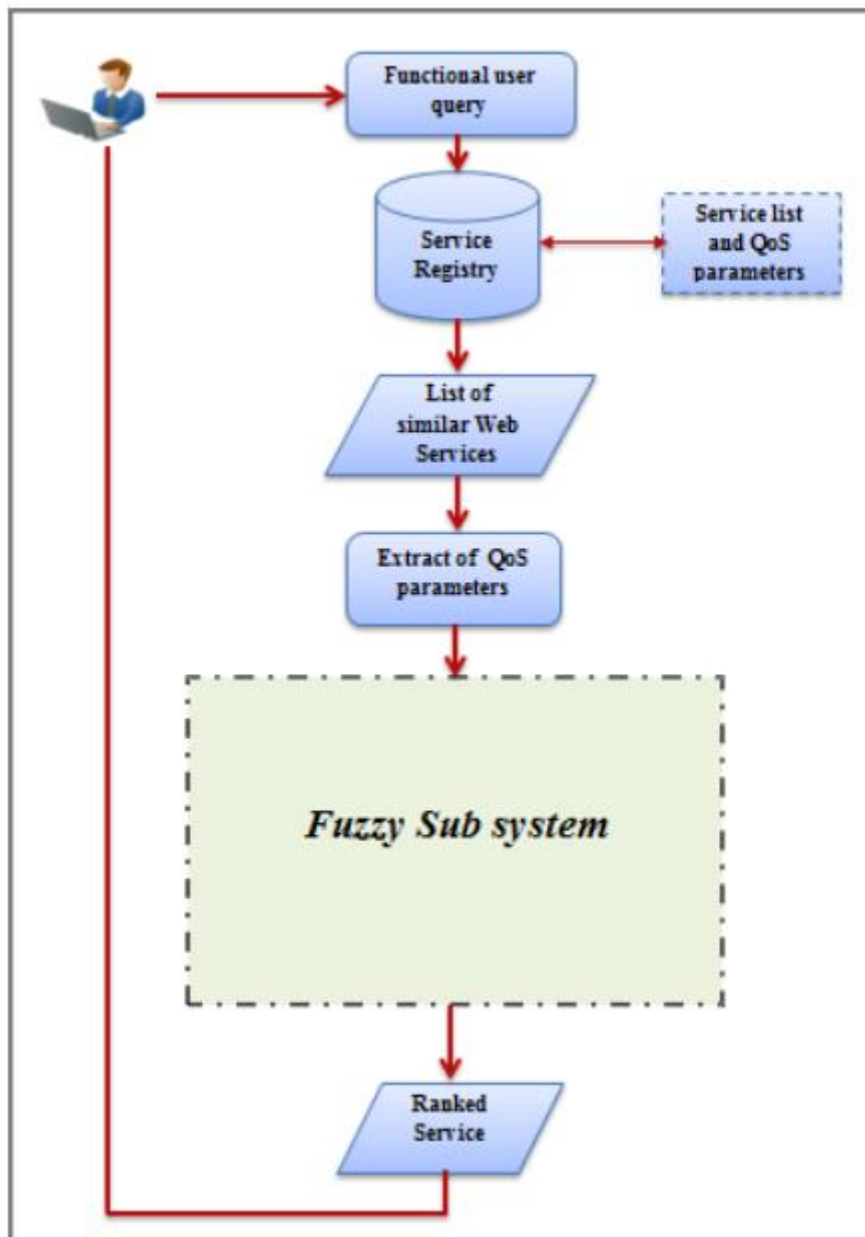 Functional user
query
Service
Registry
Service list
and QoS
parameters
List of
similar Web
Services
Extract of QoS
parameters
Fuzzy Sub system
Ranked
Service